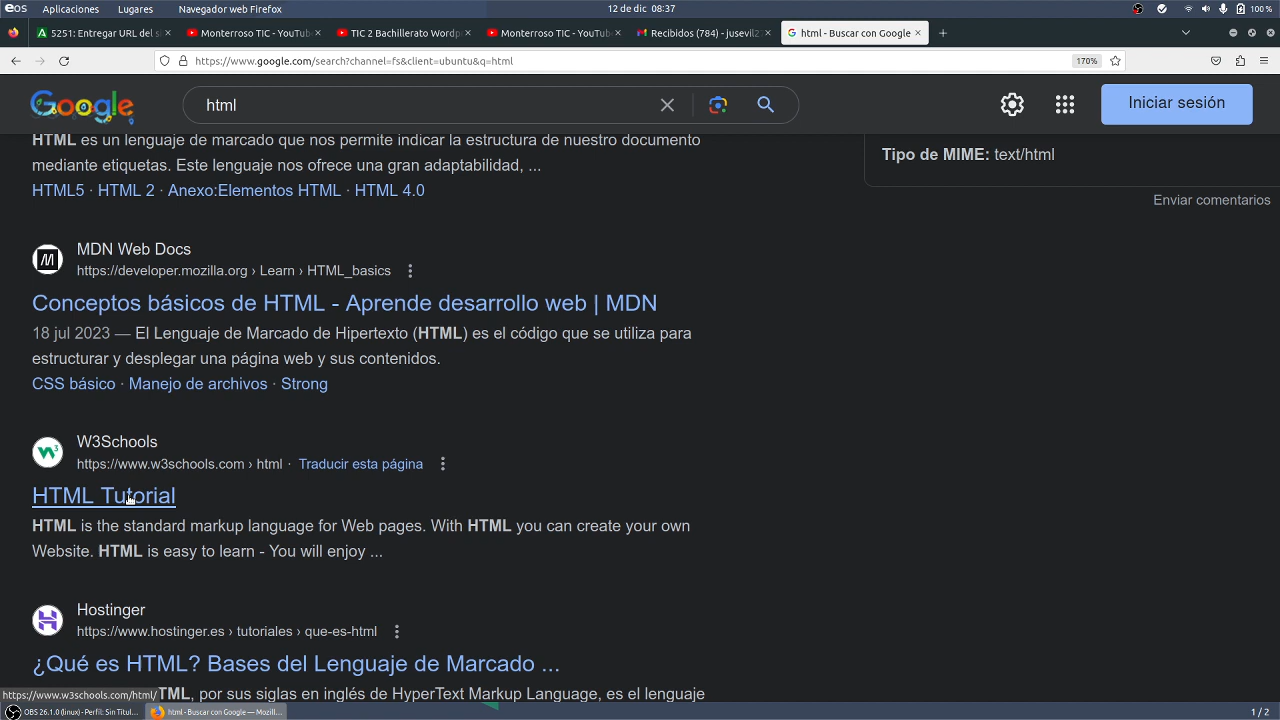 eos Aplicaciones Lugares Navegador web Firefox 12 de dic 08:37 100 %
5251: Entregar URL del s Monterroso TIC - YouTub TIC 2 Bachillerato Wordp Monterroso TIC - YouTub Recibidos (784) - jusevil2 html - Buscar con Google
https://www.google.com/search?channel=fs&client=ubuntu&q=html 170%
Google html Iniciar sesión
HTML es un lenguaje de marcado que nos permite indicar la estructura de nuestro documento
mediante etiquetas. Este lenguaje nos ofrece una gran adaptabilidad, ...
HTML5 · HTML 2 · Anexo:Elementos HTML · HTML 4.0
Tipo de MIME: text/html
Enviar comentarios
MDN Web Docs
https://developer.mozilla.org › Learn › HTML_basics
Conceptos básicos de HTML - Aprende desarrollo web | MDN
18 jul 2023 — El Lenguaje de Marcado de Hipertexto (HTML) es el código que se utiliza para
estructurar y desplegar una página web y sus contenidos.
CSS básico · Manejo de archivos · Strong
W3Schools
https://www.w3schools.com › html · Traducir esta página
HTML Tutorial
HTML is the standard markup language for Web pages. With HTML you can create your own
Website. HTML is easy to learn - You will enjoy ...
Hostinger
https://www.hostinger.es › tutoriales › que-es-html
¿Qué es HTML? Bases del Lenguaje de Marcado ...
https://www.w3schools.com/html/ TML, por sus siglas en inglés de HyperText Markup Language, es el lenguaje
OBS 26.1.0 (linux) - Perfil: Sin Titul... html - Buscar con Google — Mozill... 1 / 2